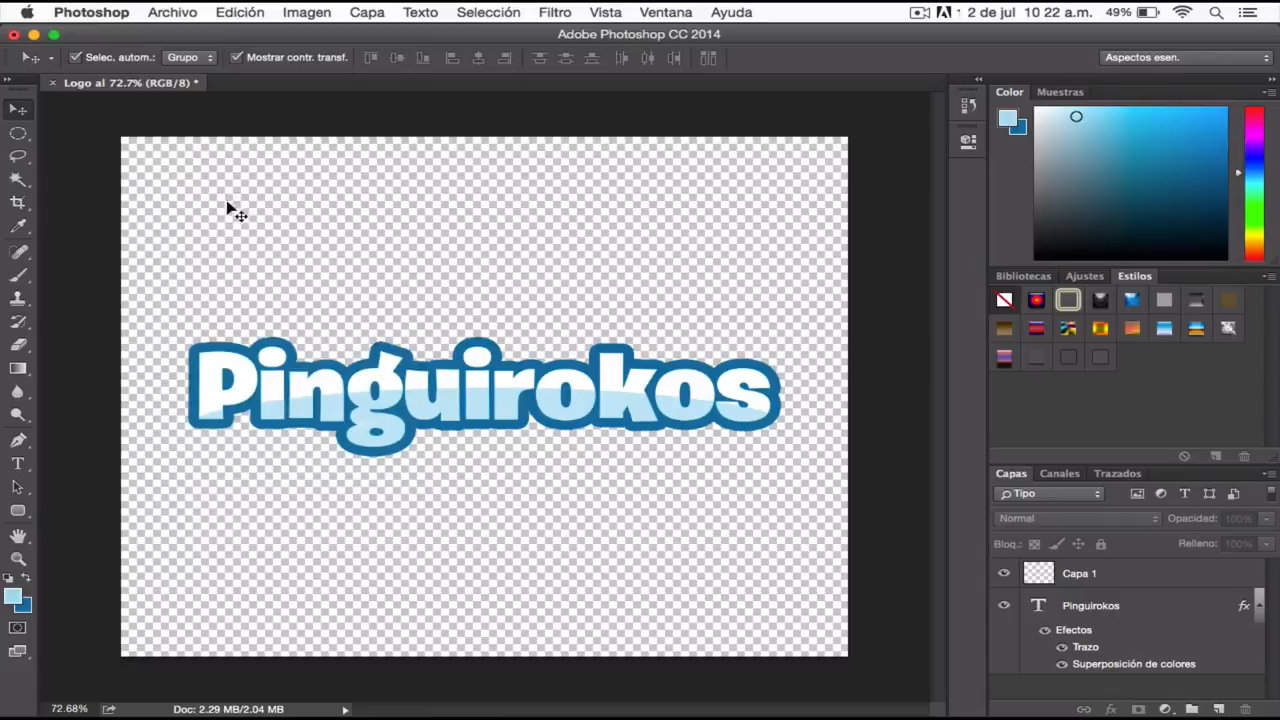 Photoshop Archivo Edición Imagen Capa Texto Selección Filtro Vista Ventana Ayuda 2 de jul 10 22 a.m. 49%
Adobe Photoshop CC 2014
Selec. autom.: Grupo Mostrar contr. transf. Aspectos esen.
Logo al 72.7% (RGB/8) *
Color Muestras
Bibliotecas Ajustes Estilos
Pinguirokos
Capas Canales Trazados
Tipo
Normal Opacidad: 100%
Bloq.: Relleno: 100%
Capa 1
T Pinguirokos fx
Efectos
Trazo
Superposición de colores
72.68% Doc: 2.29 MB/2.04 MB